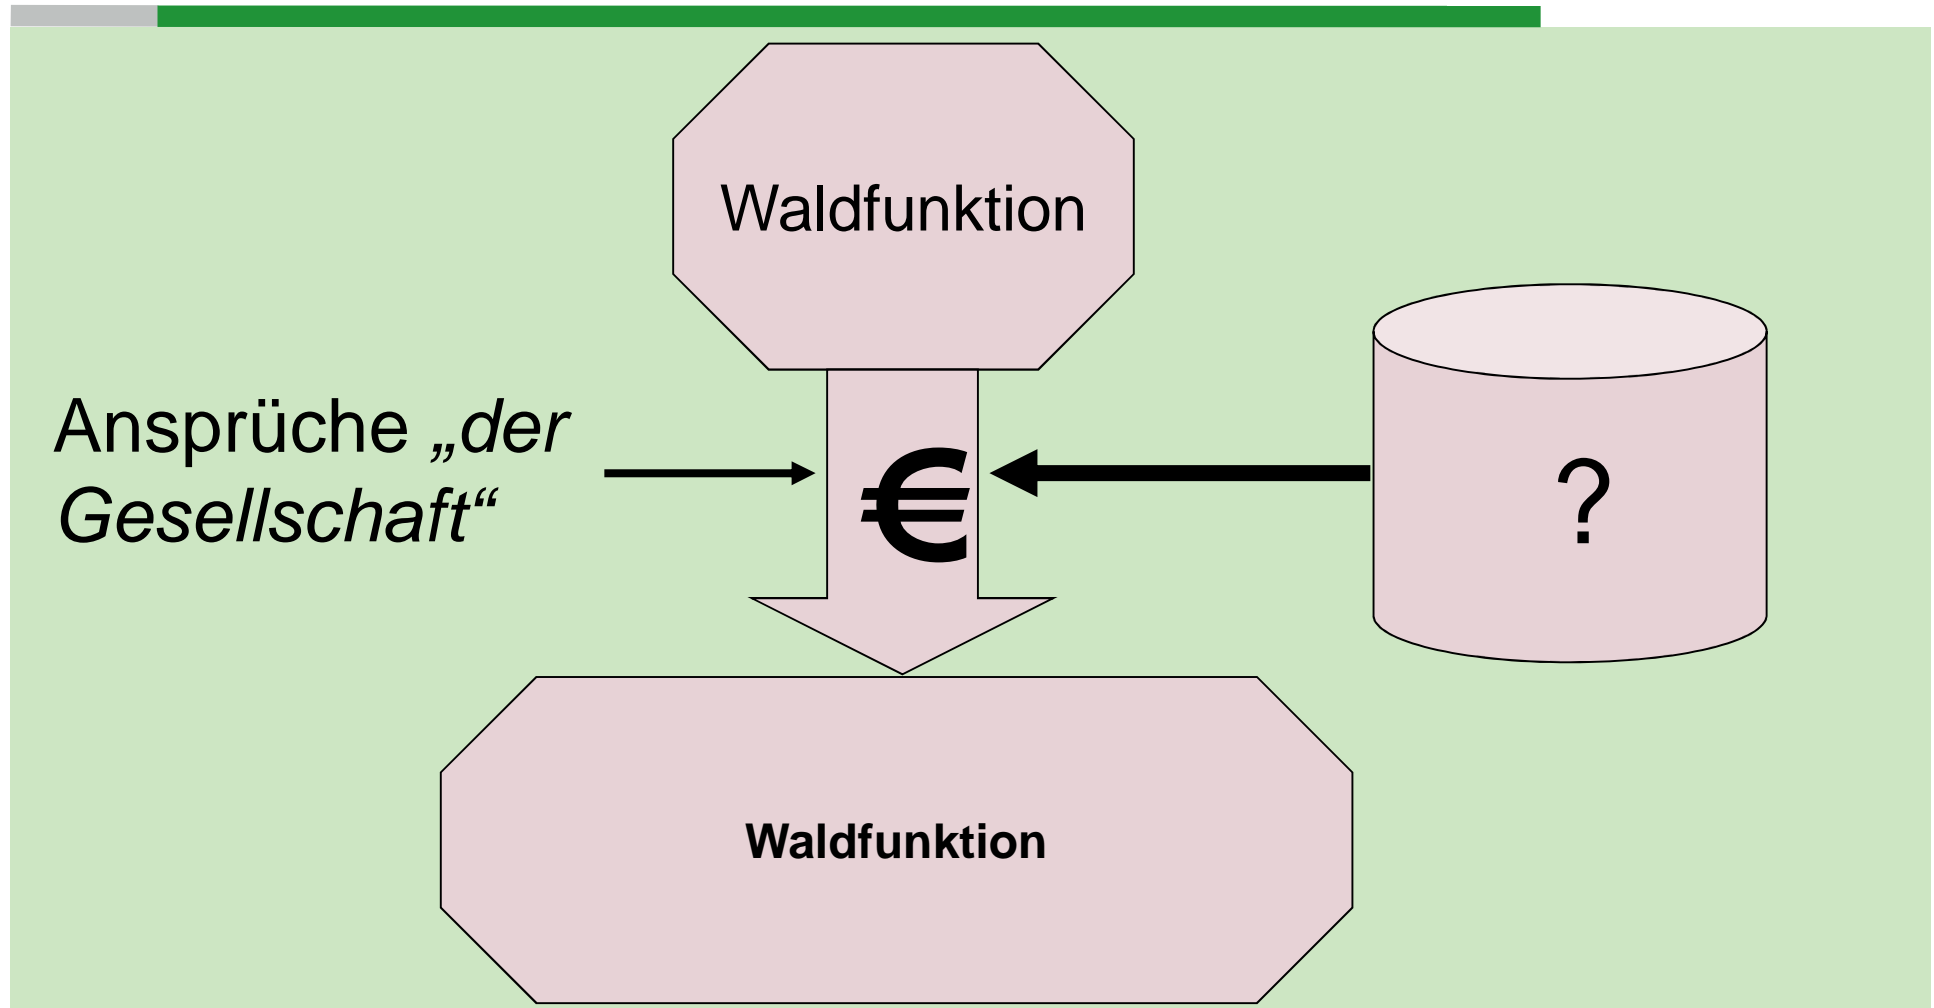 Waldfunktion
Ansprüche „der
Gesellschaft“
€
?
Waldfunktion